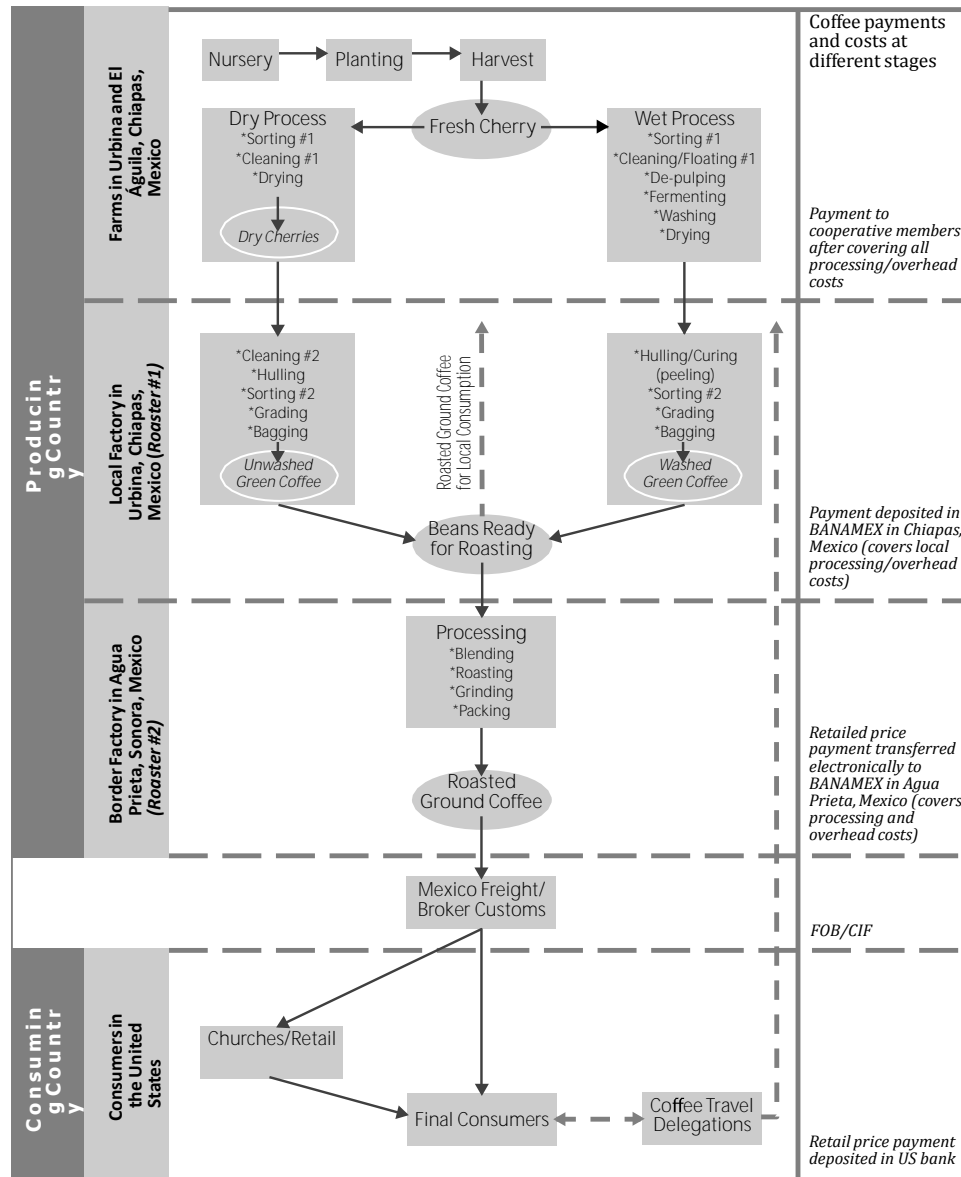 Coffee payments
and costs at
different stages
Nursery
Planting
Harvest
Fresh Cherry
Dry Process
*Sorting #1
*Cleaning #1
*Drying
Dry Cherries
Wet Process
*Sorting #1
*Cleaning/Floating #1
*De-pulping
*Fermenting
*Washing
*Drying
Farms in Urbina and El
Águila, Chiapas,
Mexico
Payment to
cooperative members
after covering all
processing/overhead
costs
Producin
gCountr
y
Local Factory in
Urbina, Chiapas,
Mexico (Roaster #1)
*Cleaning #2
*Hulling
*Sorting #2
*Grading
*Bagging
Unwashed
Green Coffee
Roasted Ground Coffee
for Local Consumption
*Hulling/Curing
(peeling)
*Sorting #2
*Grading
*Bagging
Washed
Green Coffee
Beans Ready
for Roasting
Payment deposited in
BANAMEX in Chiapas,
Mexico (covers local
processing/overhead
costs)
Border Factory in Agua
Prieta, Sonora, Mexico
(Roaster #2)
Processing
*Blending
*Roasting
*Grinding
*Packing
Roasted
Ground Coffee
Retailed price
payment transferred
electronically to
BANAMEX in Agua
Prieta, Mexico (covers
processing and
overhead costs)
Mexico Freight/
Broker Customs
FOB/CIF
Consumin
gCountr
y
Consumers in
the United
States
Churches/Retail
Final Consumers
Coffee Travel
Delegations
Retail price payment
deposited in US bank